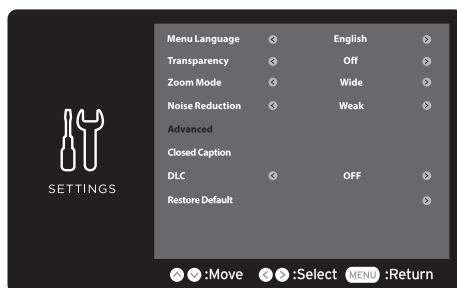 Menu Language English
Transparency Off
Zoom Mode Wide
Noise Reduction Weak
Advanced
Closed Caption
DLC OFF
Restore Default
SETTINGS
:Move :Select MENU :Return